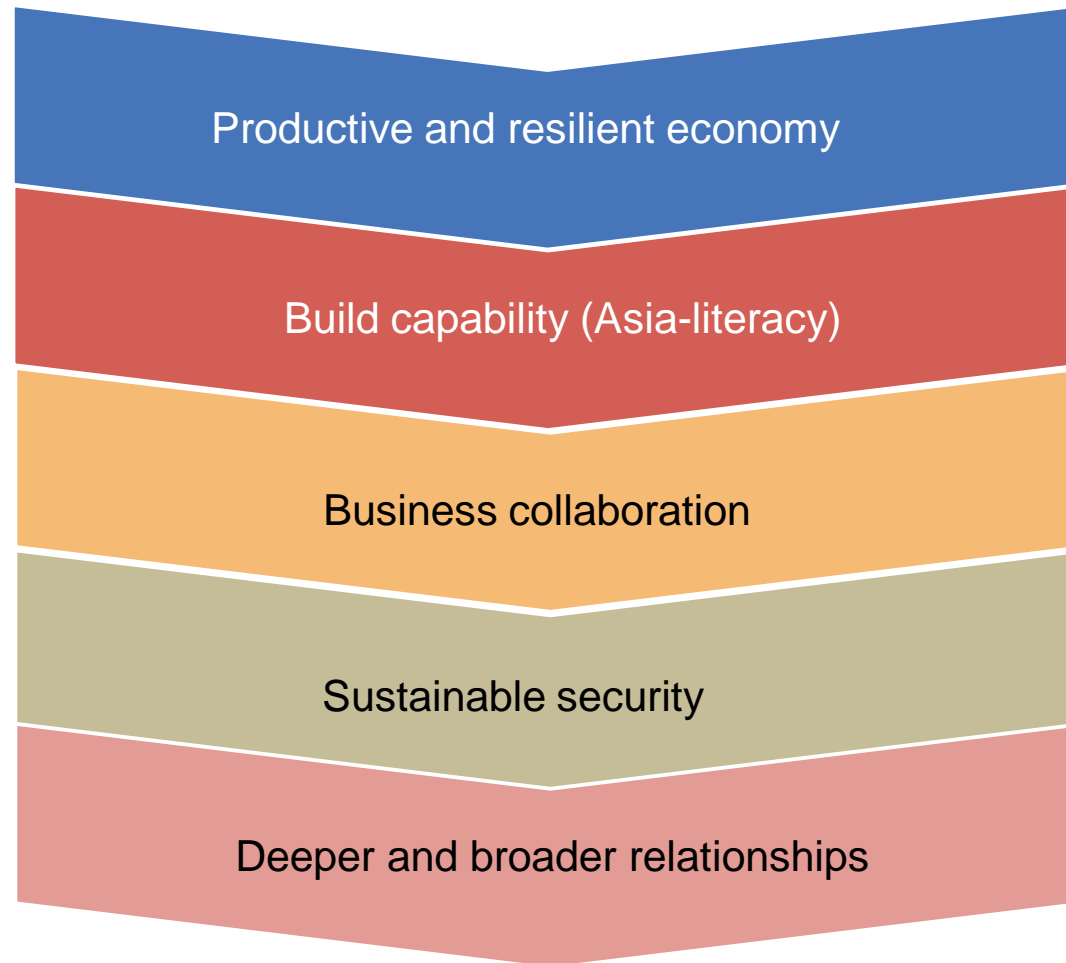 Productive and resilient economy
Build capability (Asia-literacy)
Business collaboration
Sustainable security
Deeper and broader relationships